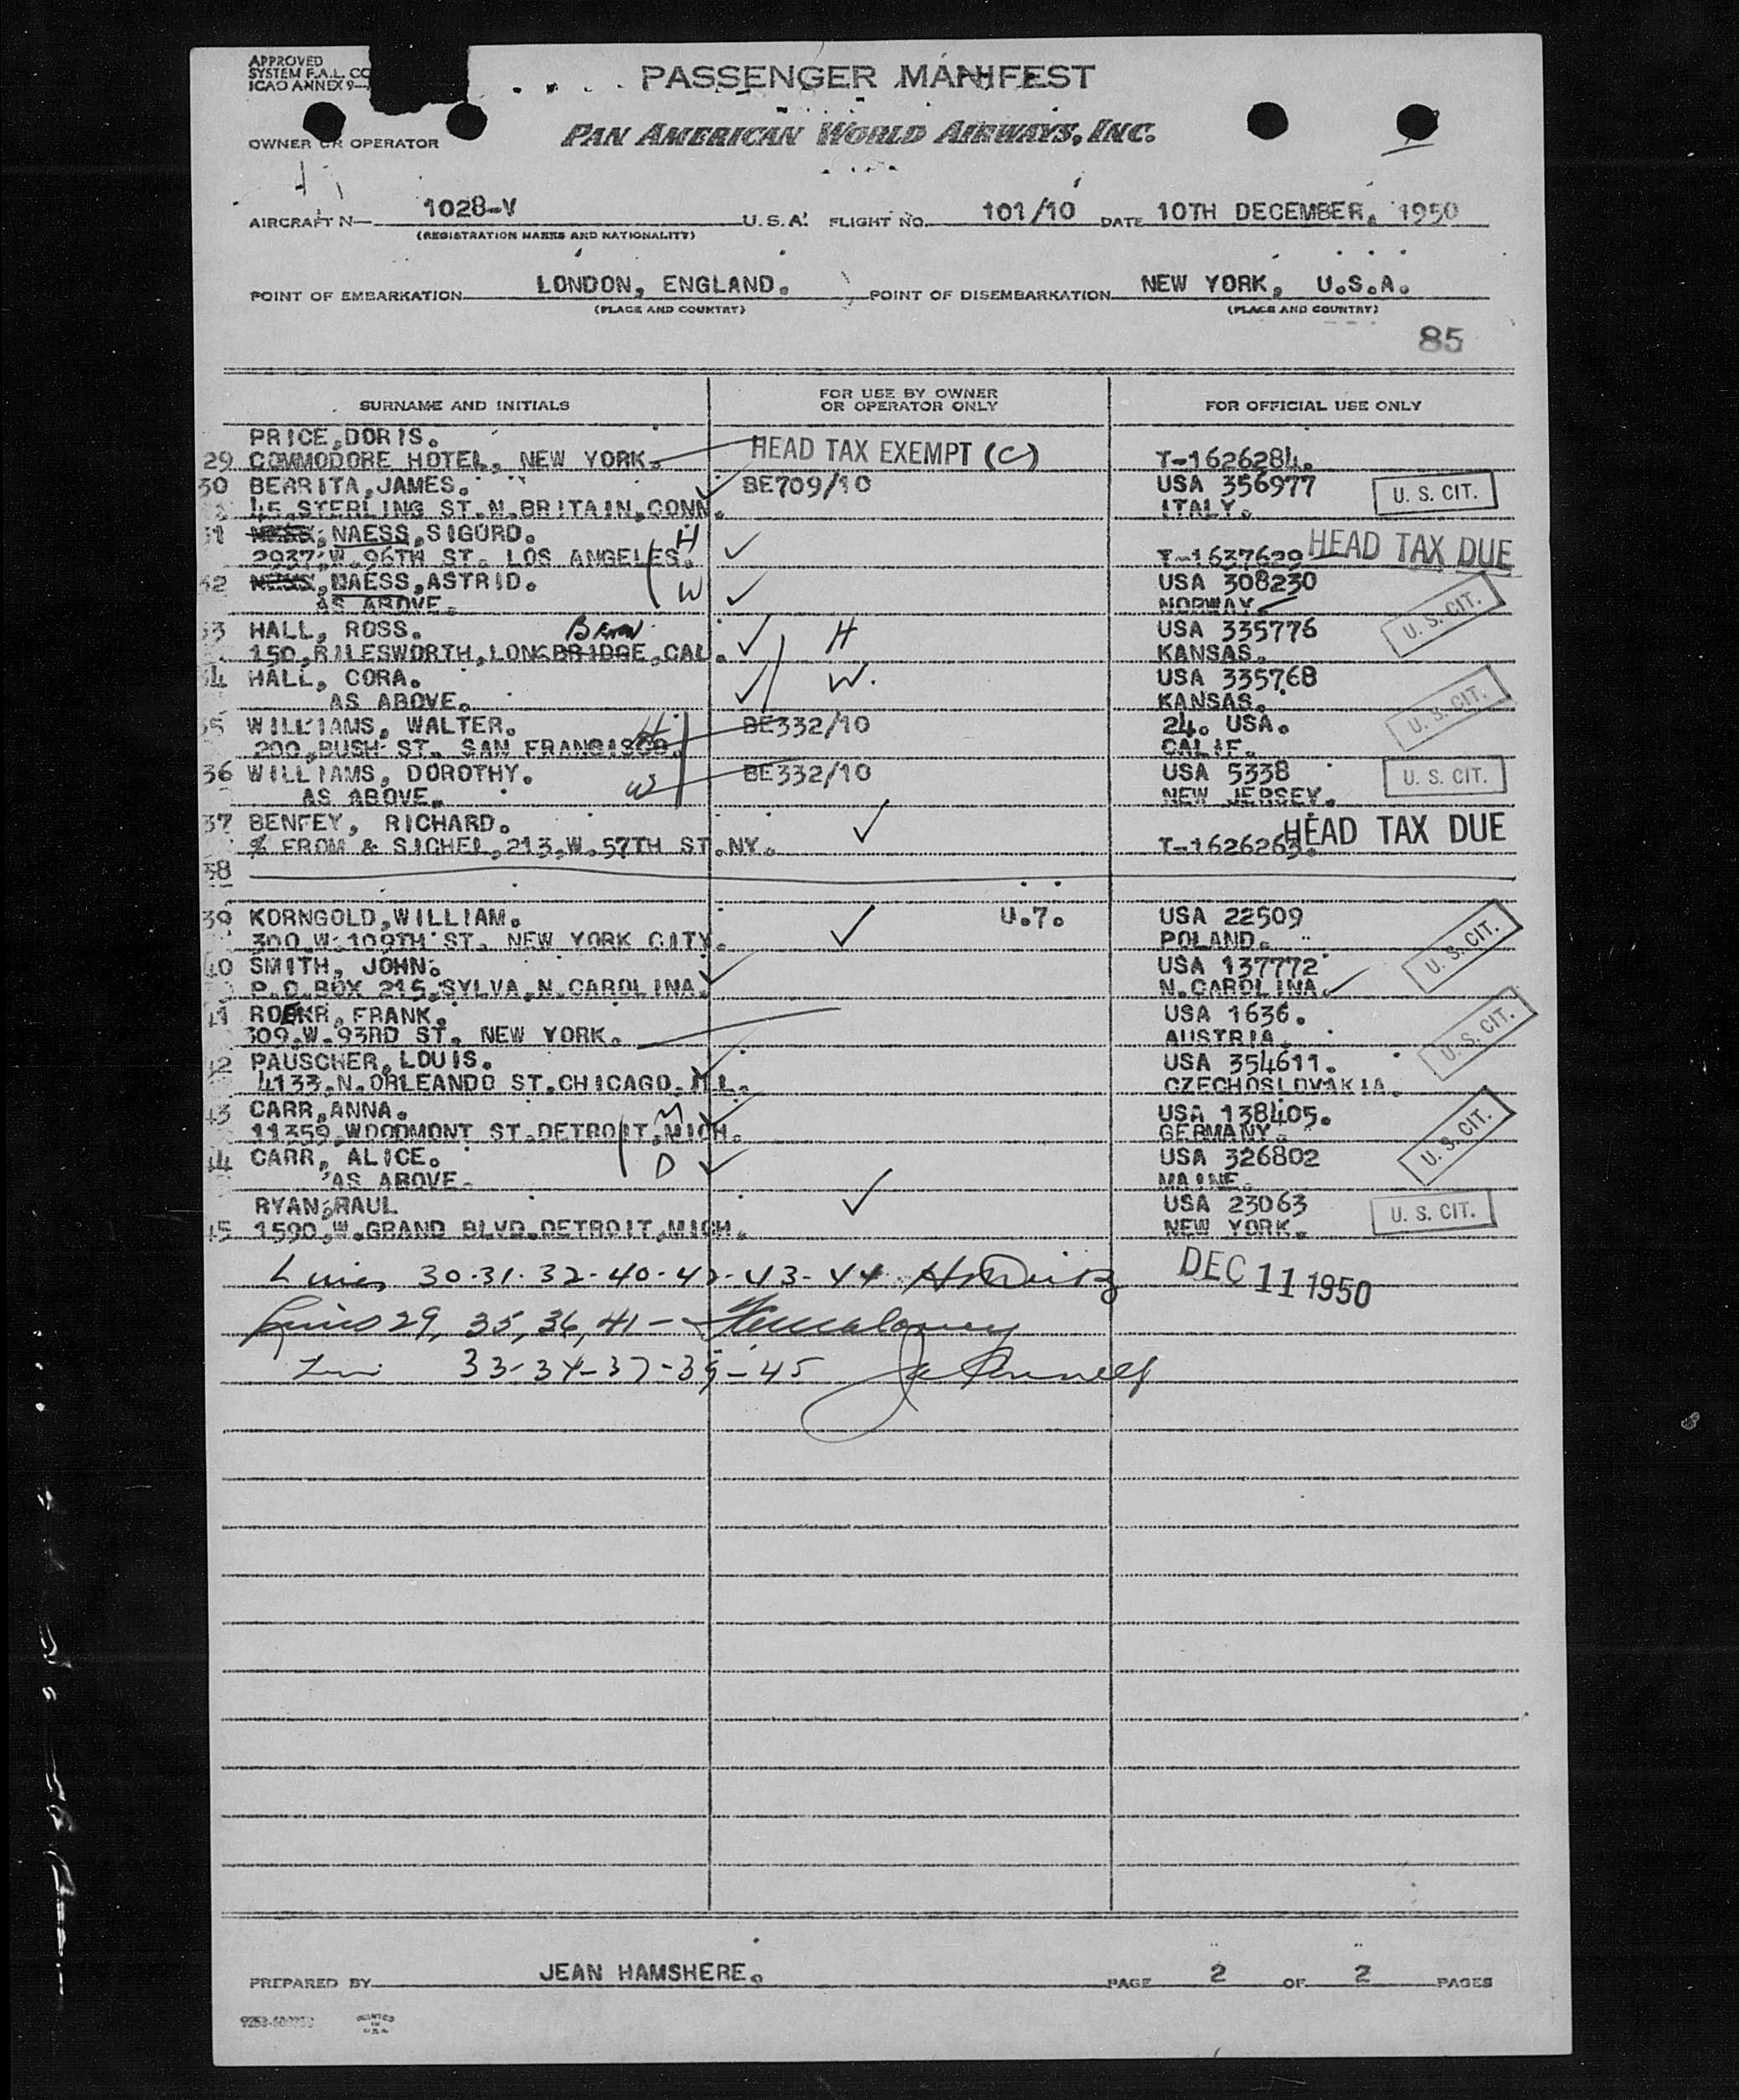 APPROVED
SYSTEM F.A.L. CO
ICAO ANNEX 9—
PASSENGER MANIFEST
OWNER OR OPERATOR
PAN AMERICAN WORLD AIRWAYS, INC.
AIRCRAFT N— 1028-V U.S.A. FLIGHT NO. 101/10 DATE 10TH DECEMBER, 1950
(REGISTRATION MARKS AND NATIONALITY)
POINT OF EMBARKATION LONDON, ENGLAND. POINT OF DISEMBARKATION NEW YORK, U.S.A.
(PLACE AND COUNTRY) (PLACE AND COUNTRY)
85
SURNAME AND INITIALS FOR USE BY OWNER OR OPERATOR ONLY FOR OFFICIAL USE ONLY
PRICE,DORIS.
29 COMMODORE HOTEL, NEW YORK. HEAD TAX EXEMPT (C) T-1626284.
30 BERRITA,JAMES. BE709/10 USA 356977 U. S. CIT.
45,STERLING ST.N.BRITAIN,CONN. ITALY.
31 NESS,NAESS,SIGURD. H
2937,W.96TH ST. LOS ANGELES. T-1637629 HEAD TAX DUE
32 NESS,NAESS,ASTRID. W USA 308230
AS ABOVE. NORWAY. U. S. CIT.
33 HALL, ROSS. H USA 335776
150,RILESWORTH,LONGBRIDGE,CAL. KANSAS.
34 HALL, CORA. W. USA 335768
AS ABOVE. KANSAS. U. S. CIT.
35 WILLIAMS, WALTER. H BE332/10 24. USA.
200,BUSH ST. SAN FRANCISCO. CALIF.
36 WILLIAMS, DOROTHY. W BE332/10 USA 5338 U. S. CIT.
AS ABOVE. NEW JERSEY.
37 BENFEY, RICHARD. HEAD TAX DUE
% FROM & SICHEL,213,W.57TH ST.NY. T-1626263.
38
39 KORNGOLD,WILLIAM. U.7. USA 22509
300,W.109TH ST. NEW YORK CITY. POLAND. U. S. CIT.
40 SMITH, JOHN. USA 137772
P.O.BOX 215,SYLVA,N.CAROLINA. N.CAROLINA.
41 ROEHR, FRANK. USA 1636.
309,W.93RD ST. NEW YORK. AUSTRIA. U. S. CIT.
42 PAUSCHER,LOUIS. USA 354611.
4133,N.ORLEANDO ST.CHICAGO.ILL. CZECHOSLOVAKIA.
43 CARR,ANNA. M USA 138405.
11359,WOODMONT ST.DETROIT,MICH. GERMANY. U. S. CIT.
44 CARR, ALICE. D USA 326802
AS ABOVE. MAINE.
RYAN,RAUL USA 23063 U. S. CIT.
45 1590,W.GRAND BLVD.DETROIT,MICH. NEW YORK.
Lines 30-31-32-40-42-43-44 DEC 11 1950
Lines 29, 35, 36, 41 —
33-34-37-39-45
PREPARED BY JEAN HAMSHERE. PAGE 2 OF 2 PAGES
PRINTED
IN
U.S.A.